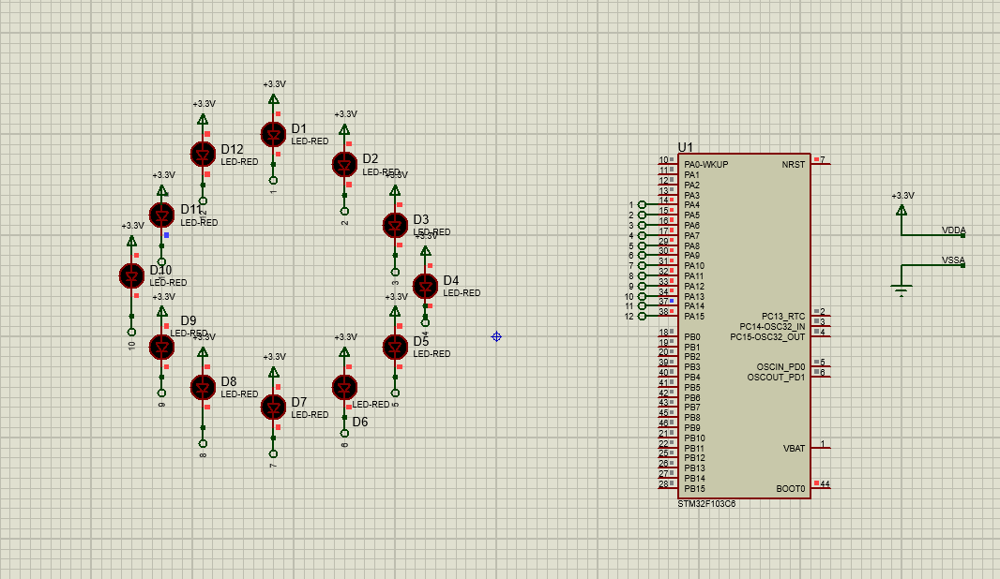 +3.3V
D1
LED-RED
1
+3.3V
D2
LED-RED
2
+3.3V
D3
LED-RED
3
+3.3V
D4
LED-RED
4
+3.3V
D5
LED-RED
5
+3.3V
LED-RED
D6
6
+3.3V
D7
LED-RED
7
+3.3V
D8
LED-RED
8
+3.3V
D9
LED-RED
9
+3.3V
D10
LED-RED
10
+3.3V
D11
LED-RED
11
+3.3V
D12
LED-RED
12
U1
10 PA0-WKUP
11 PA1
12 PA2
13 PA3
1 14 PA4
2 15 PA5
3 16 PA6
4 17 PA7
5 29 PA8
6 30 PA9
7 31 PA10
8 32 PA11
9 33 PA12
10 34 PA13
11 37 PA14
12 38 PA15
18 PB0
19 PB1
20 PB2
39 PB3
40 PB4
41 PB5
42 PB6
43 PB7
45 PB8
46 PB9
21 PB10
22 PB11
25 PB12
26 PB13
27 PB14
28 PB15
NRST 7
PC13_RTC 2
PC14-OSC32_IN 3
PC15-OSC32_OUT 4
OSCIN_PD0 5
OSCOUT_PD1 6
VBAT 1
BOOT0 44
STM32F103C6
+3.3V
VDDA
VSSA